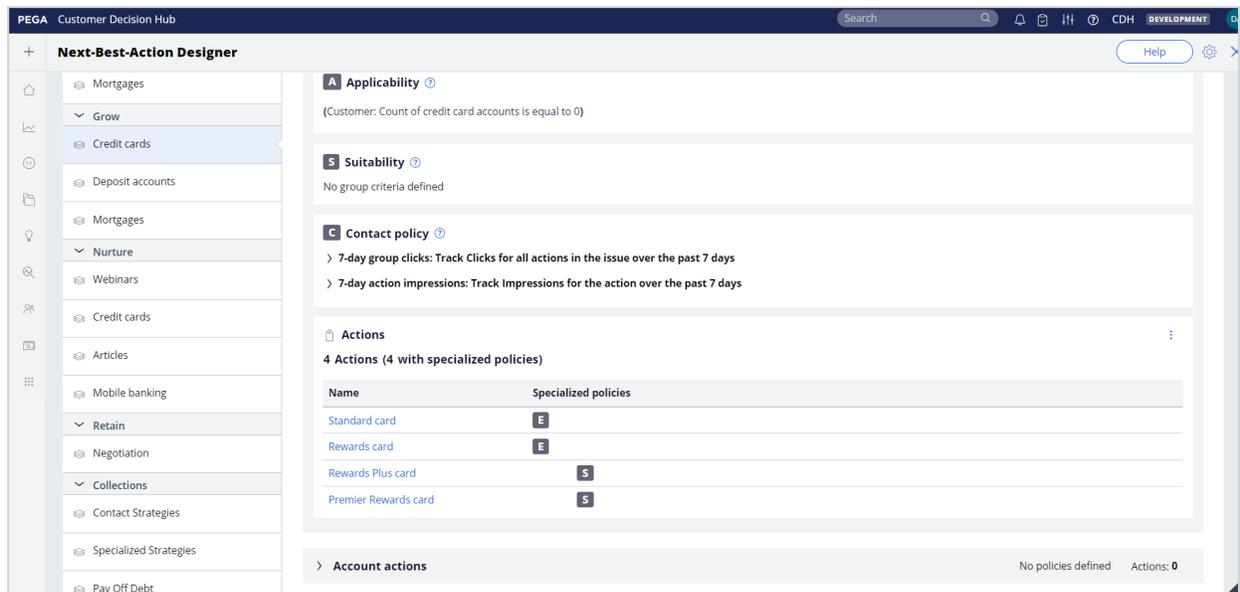 PEGA Customer Decision Hub Search CDH DEVELOPMENT
Next-Best-Action Designer Help
Mortgages
Grow
Credit cards
Deposit accounts
Mortgages
Nurture
Webinars
Credit cards
Articles
Mobile banking
Retain
Negotiation
Collections
Contact Strategies
Specialized Strategies
Pay Off Debt
A Applicability
(Customer: Count of credit card accounts is equal to 0)
S Suitability
No group criteria defined
C Contact policy
7-day group clicks: Track Clicks for all actions in the issue over the past 7 days
7-day action impressions: Track Impressions for the action over the past 7 days
Actions
4 Actions (4 with specialized policies)
Name Specialized policies
Standard card E
Rewards card E
Rewards Plus card S
Premier Rewards card S
Account actions No policies defined Actions: 0